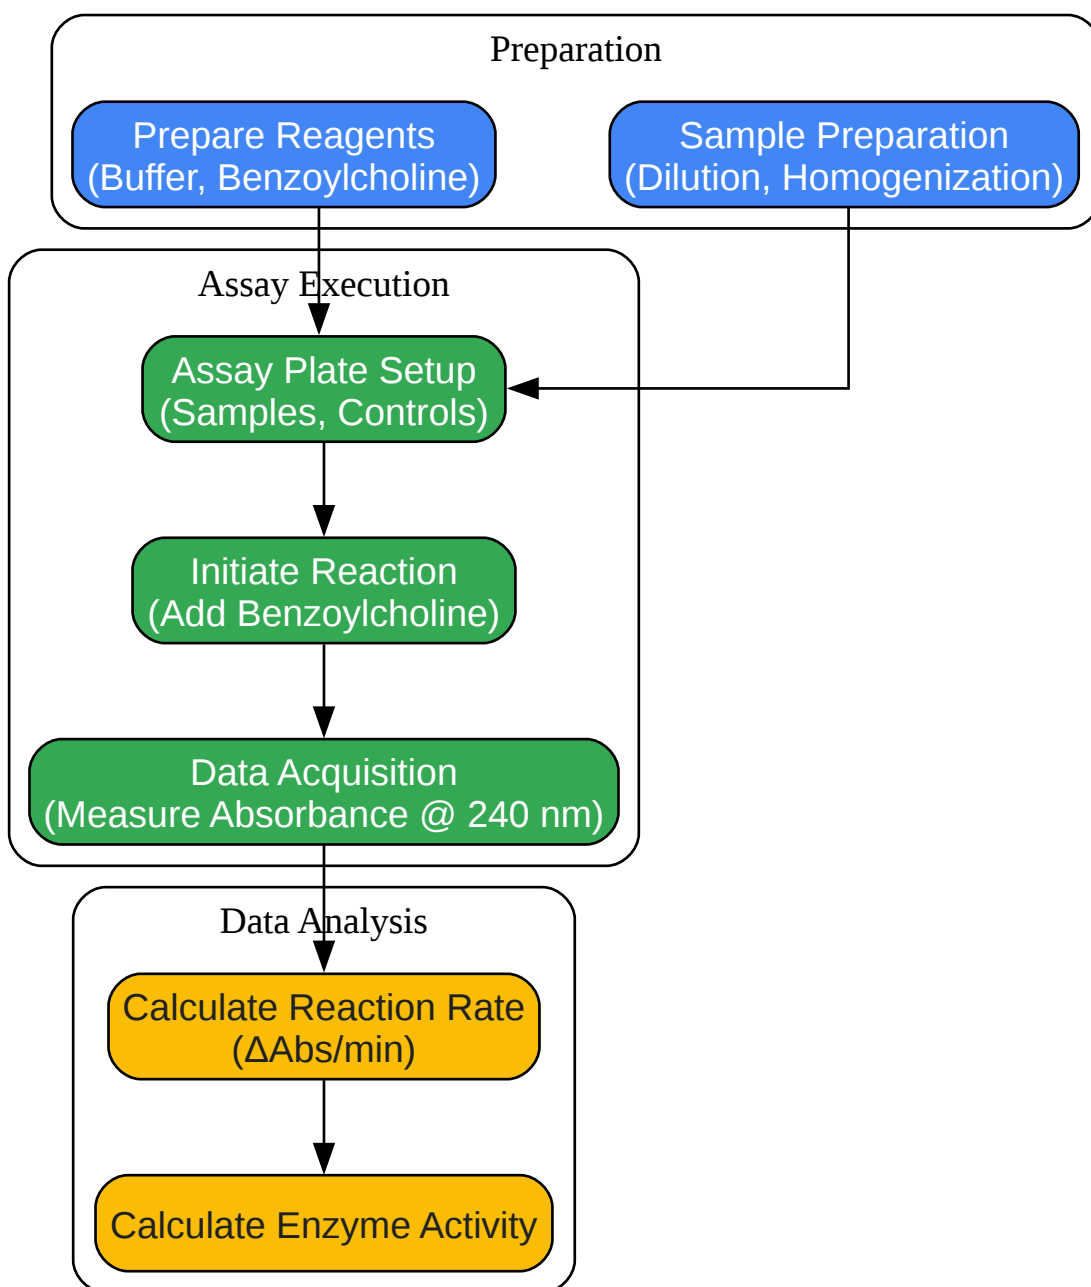 Preparation
Prepare Reagents
(Buffer, Benzoylcholine)
Sample Preparation
(Dilution, Homogenization)
Assay Execution
Assay Plate Setup
(Samples, Controls)
Initiate Reaction
(Add Benzoylcholine)
Data Acquisition
(Measure Absorbance @ 240 nm)
Data Analysis
Calculate Reaction Rate
(ΔAbs/min)
Calculate Enzyme Activity